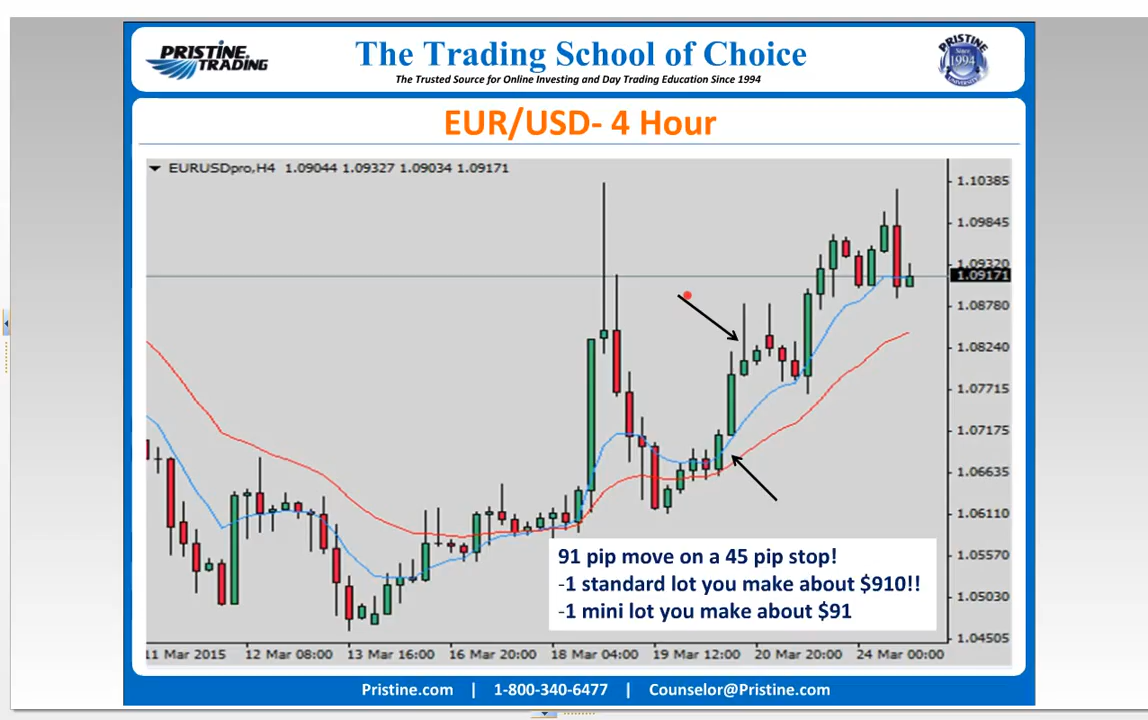 PRISTINE
TRADING
The Trading School of Choice
The Trusted Source for Online Investing and Day Trading Education Since 1994
PRISTINE
Since
1994
UNIVERSITY
EUR/USD- 4 Hour
EURUSDpro,H4 1.09044 1.09327 1.09034 1.09171
1.10385
1.09845
1.09320
1.09171
1.08780
1.08240
1.07715
1.07175
1.06635
1.06110
1.05570
1.05030
1.04505
91 pip move on a 45 pip stop!
-1 standard lot you make about $910!!
-1 mini lot you make about $91
11 Mar 2015 12 Mar 08:00 13 Mar 16:00 16 Mar 20:00 18 Mar 04:00 19 Mar 12:00 20 Mar 20:00 24 Mar 00:00
Pristine.com | 1-800-340-6477 | Counselor@Pristine.com